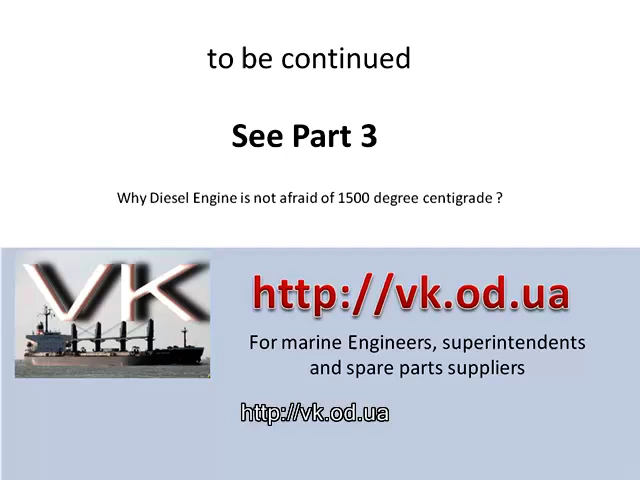 to be continued
See Part 3
Why Diesel Engine is not afraid of 1500 degree centigrade ?
VK
http://vk.od.ua
For marine Engineers, superintendents
and spare parts suppliers
http://vk.od.ua